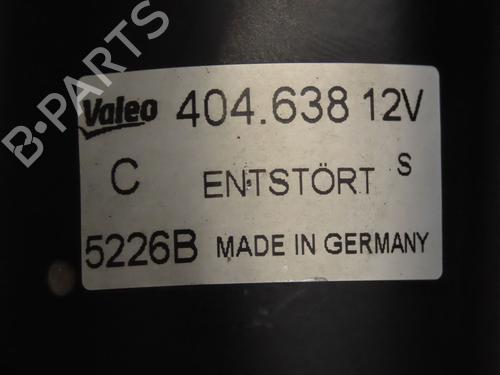 B-PARTS
Valeo 404.638 12V
C ENTSTÖRT S
5226B MADE IN GERMANY